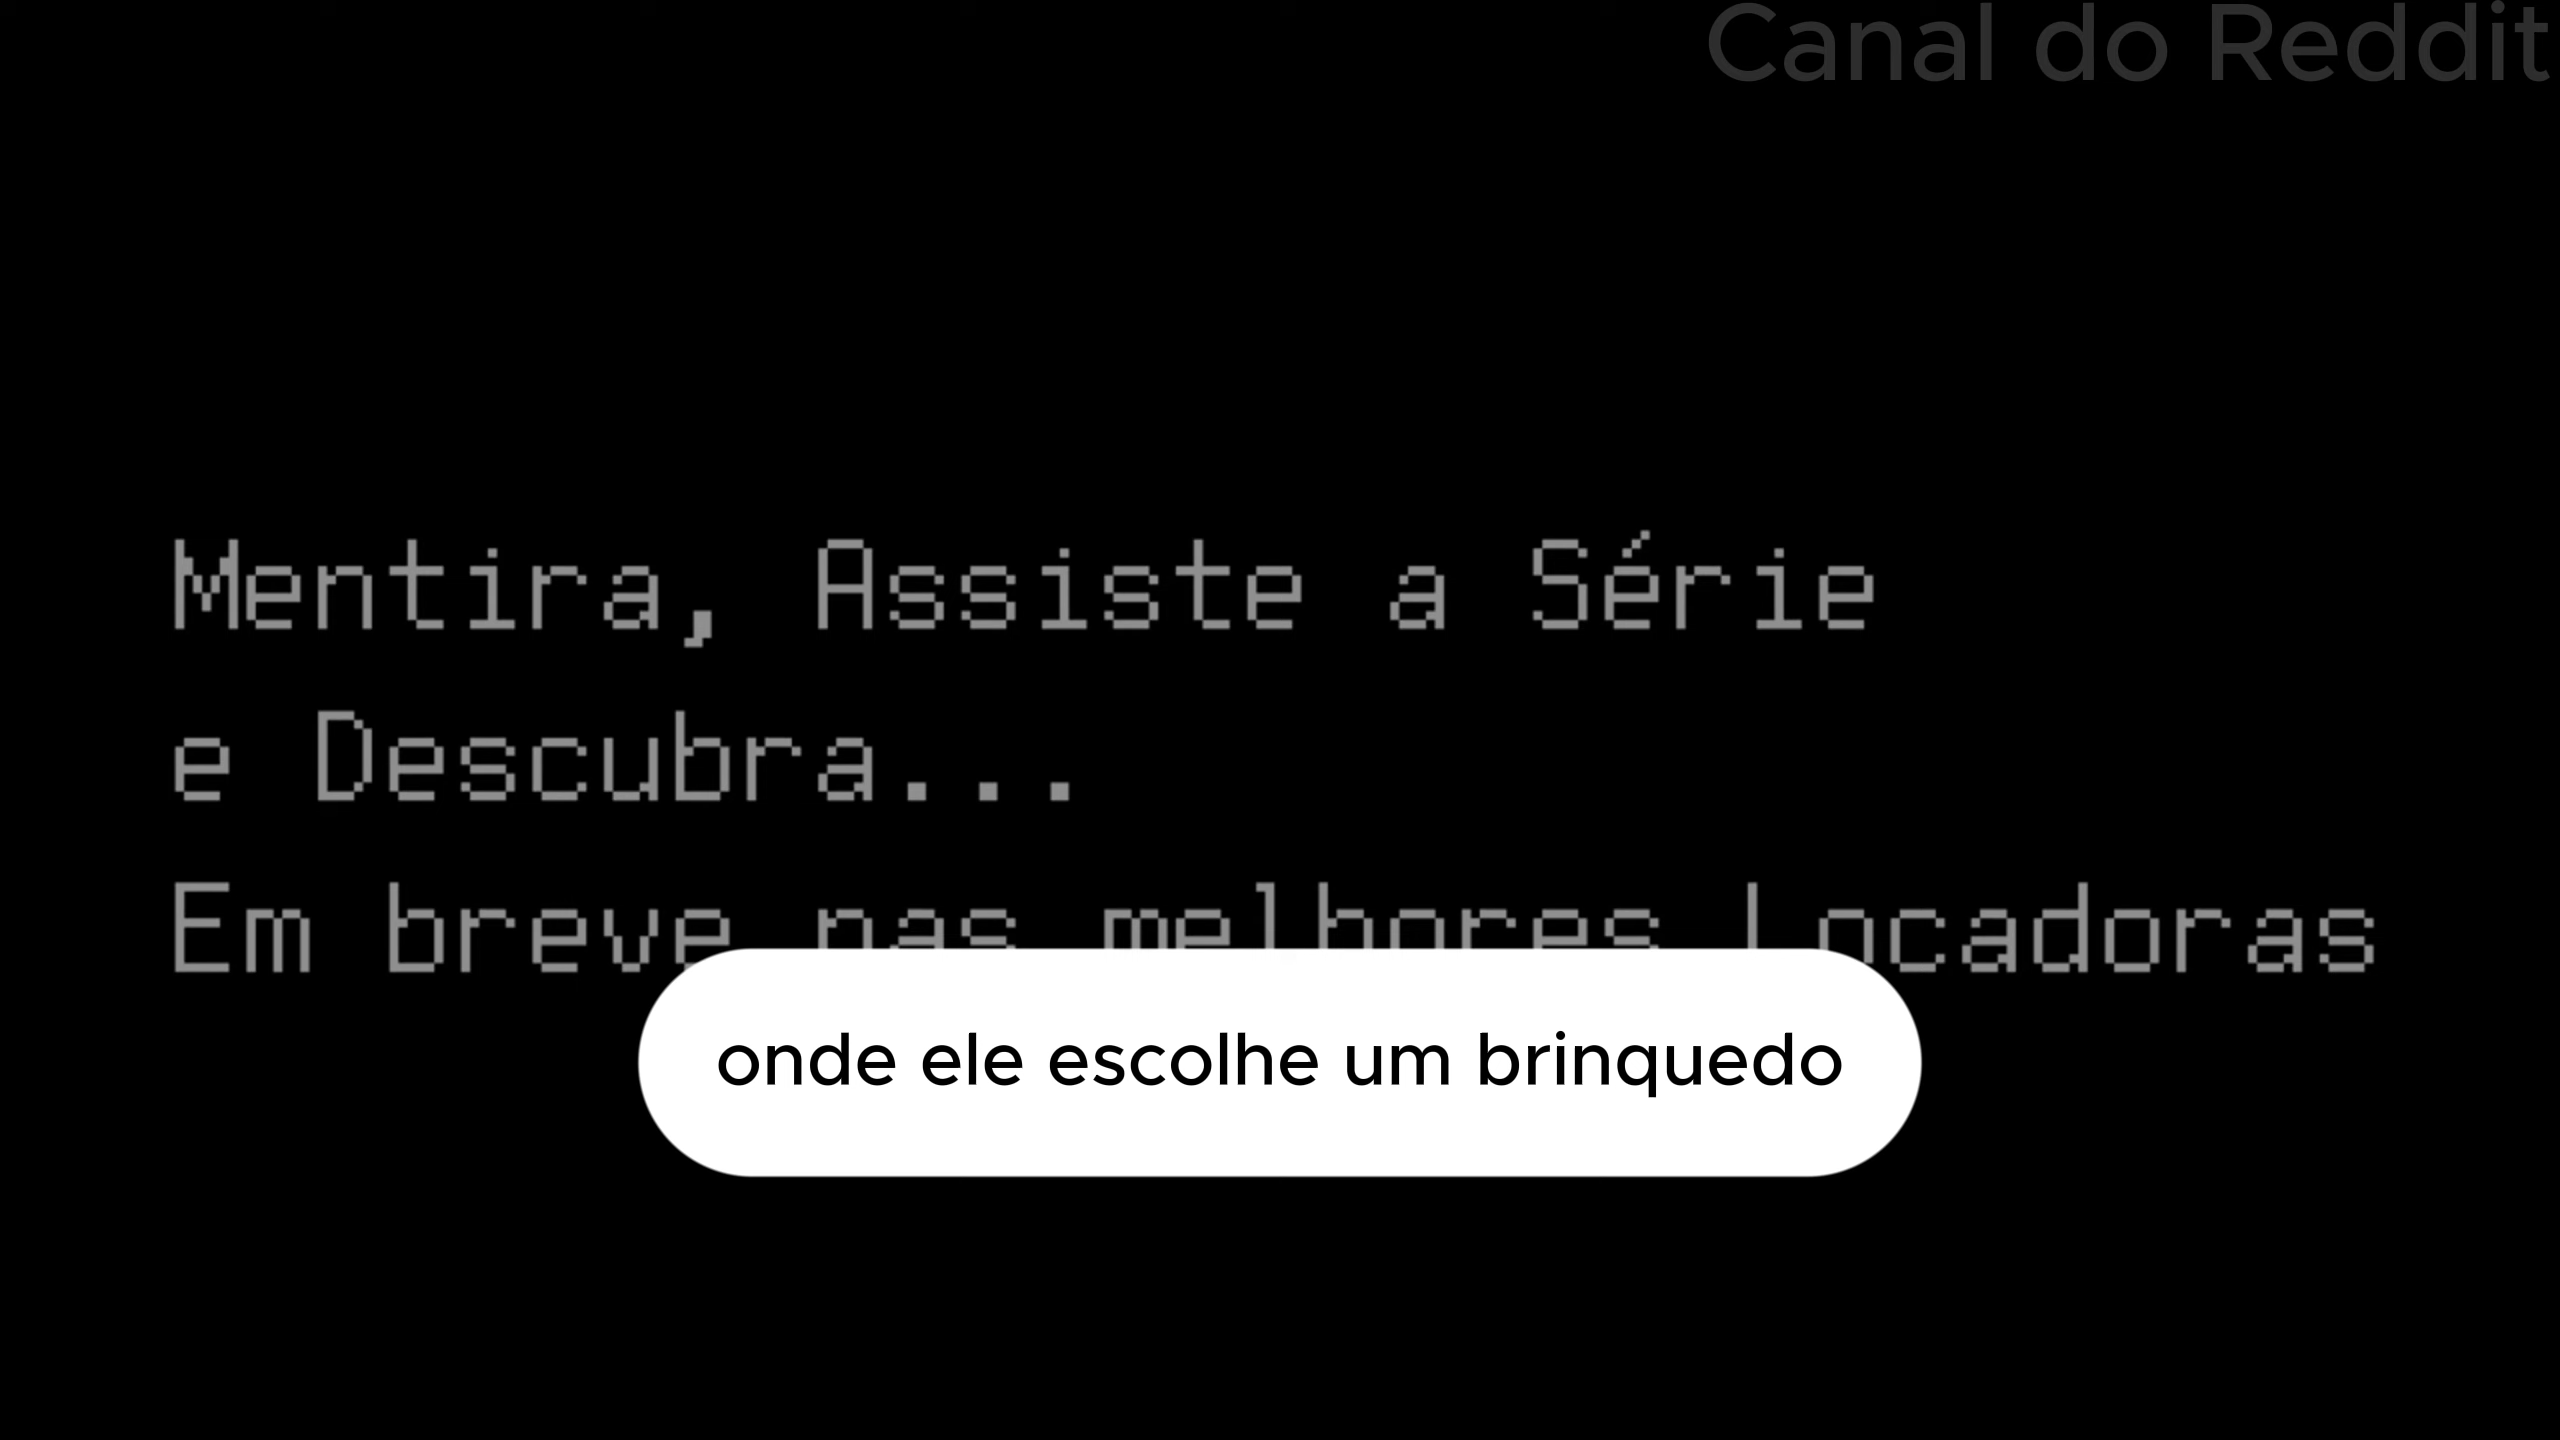 Canal do Reddit
Mentira, Assiste a Série
e Descubra...
Em breve nas melhores Locadoras
onde ele escolhe um brinquedo